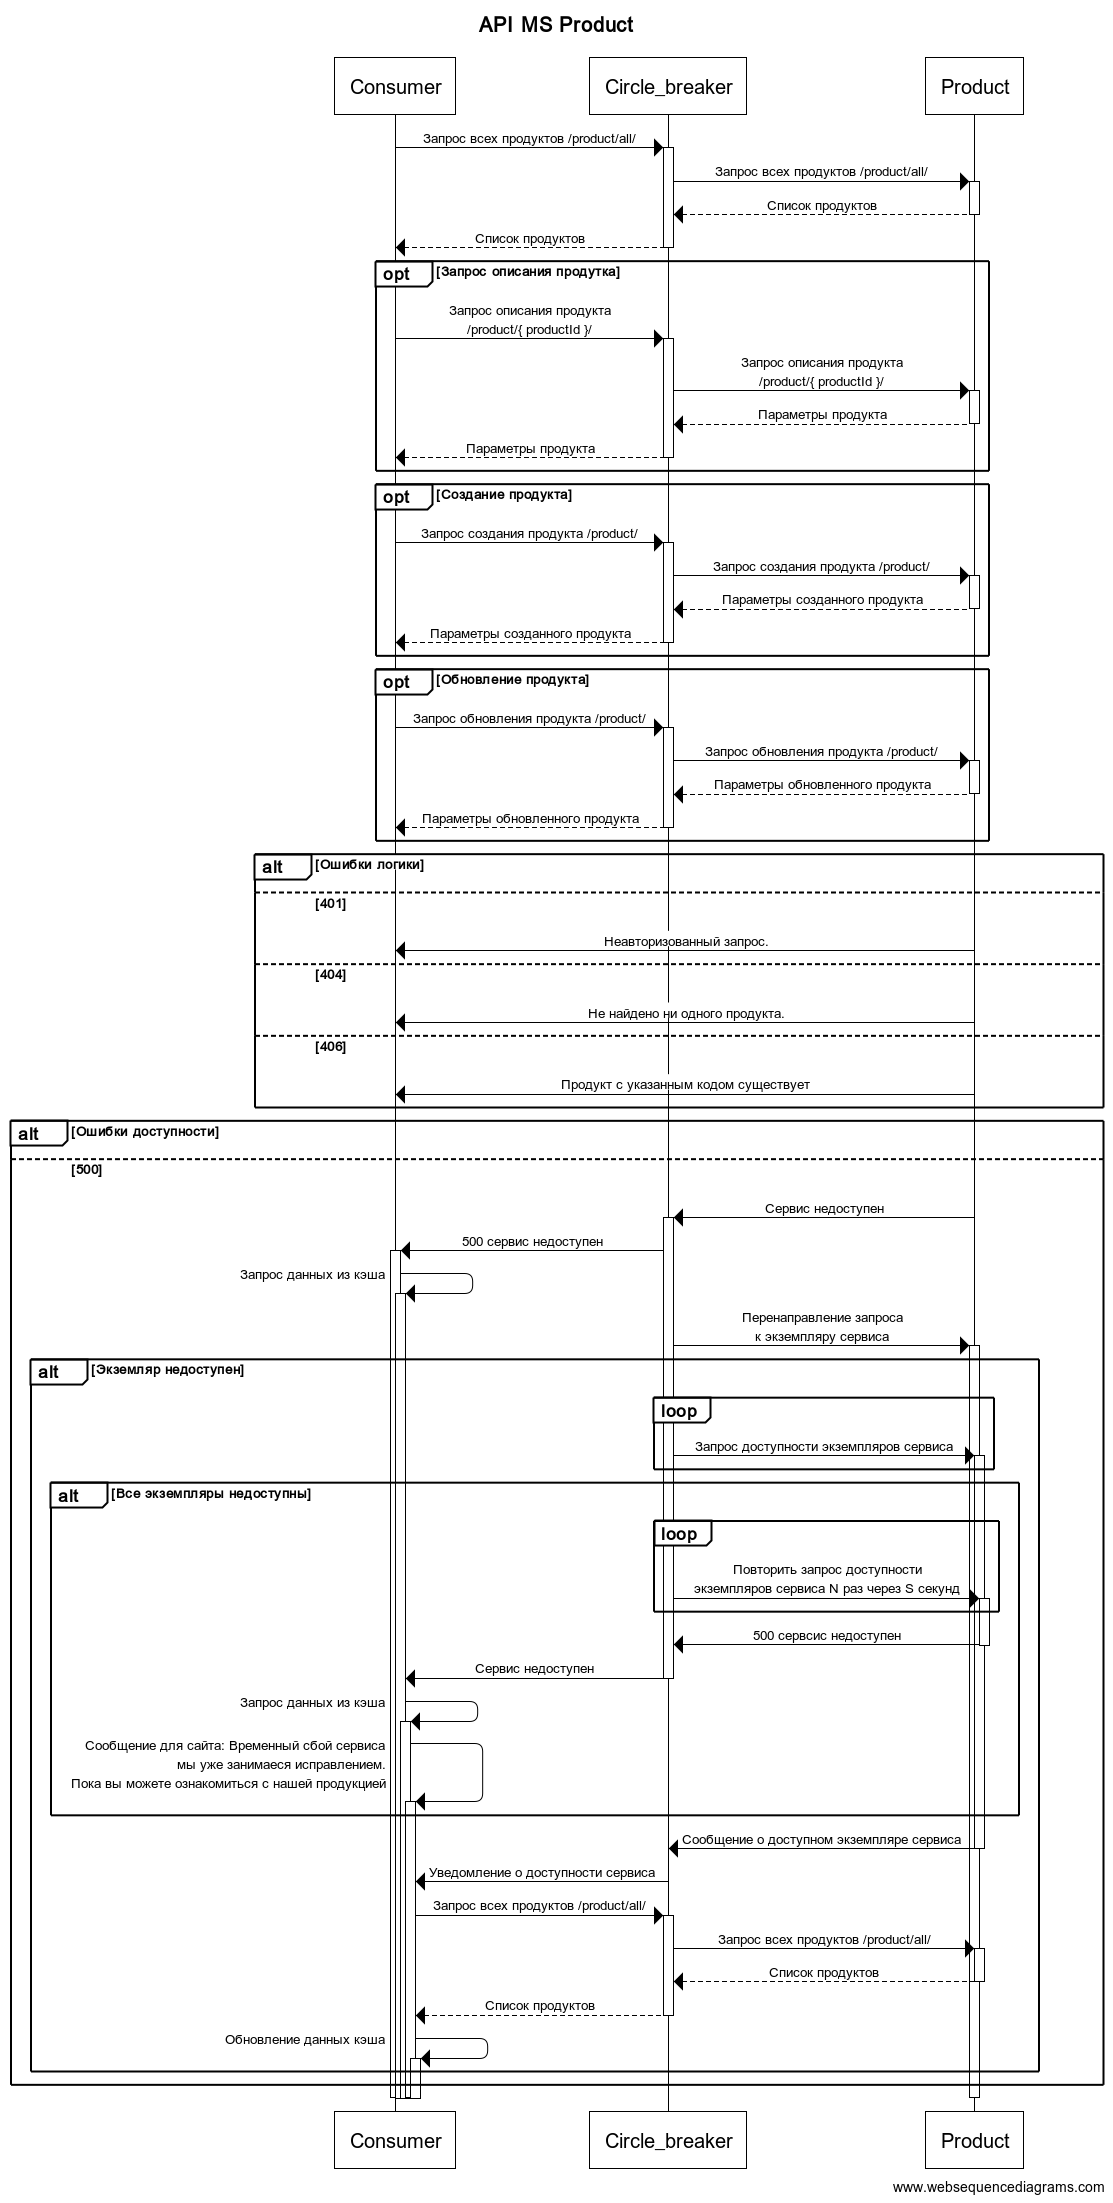 API MS Product
Consumer
Circle_breaker
Product
Запрос всех продуктов /product/all/
Запрос всех продуктов /product/all/
Список продуктов
Список продуктов
opt
[Запрос описания продутка]
Запрос описания продукта
/product/{ productId }/
Запрос описания продукта
/product/{ productId }/
Параметры продукта
Параметры продукта
opt
[Создание продукта]
Запрос создания продукта /product/
Запрос создания продукта /product/
Параметры созданного продукта
Параметры созданного продукта
opt
[Обновление продукта]
Запрос обновления продукта /product/
Запрос обновления продукта /product/
Параметры обновленного продукта
Параметры обновленного продукта
alt
[Ошибки логики]
[401]
Неавторизованный запрос.
[404]
Не найдено ни одного продукта.
[406]
Продукт с указанным кодом существует
alt
[Ошибки доступности]
[500]
Сервис недоступен
500 сервис недоступен
Запрос данных из кэша
Перенаправление запроса
к экземпляру сервиса
alt
[Экземляр недоступен]
loop
Запрос доступности экземпляров сервиса
alt
[Все экземпляры недоступны]
loop
Повторить запрос доступности
экземпляров сервиса N раз через S секунд
500 сервсис недоступен
Сервис недоступен
Запрос данных из кэша
Сообщение для сайта: Временный сбой сервиса
мы уже занимаеся исправлением.
Пока вы можете ознакомиться с нашей продукцией
Сообщение о доступном экземпляре сервиса
Уведомление о доступности сервиса
Запрос всех продуктов /product/all/
Запрос всех продуктов /product/all/
Список продуктов
Список продуктов
Обновление данных кэша
Consumer
Circle_breaker
Product
www.websequencediagrams.com